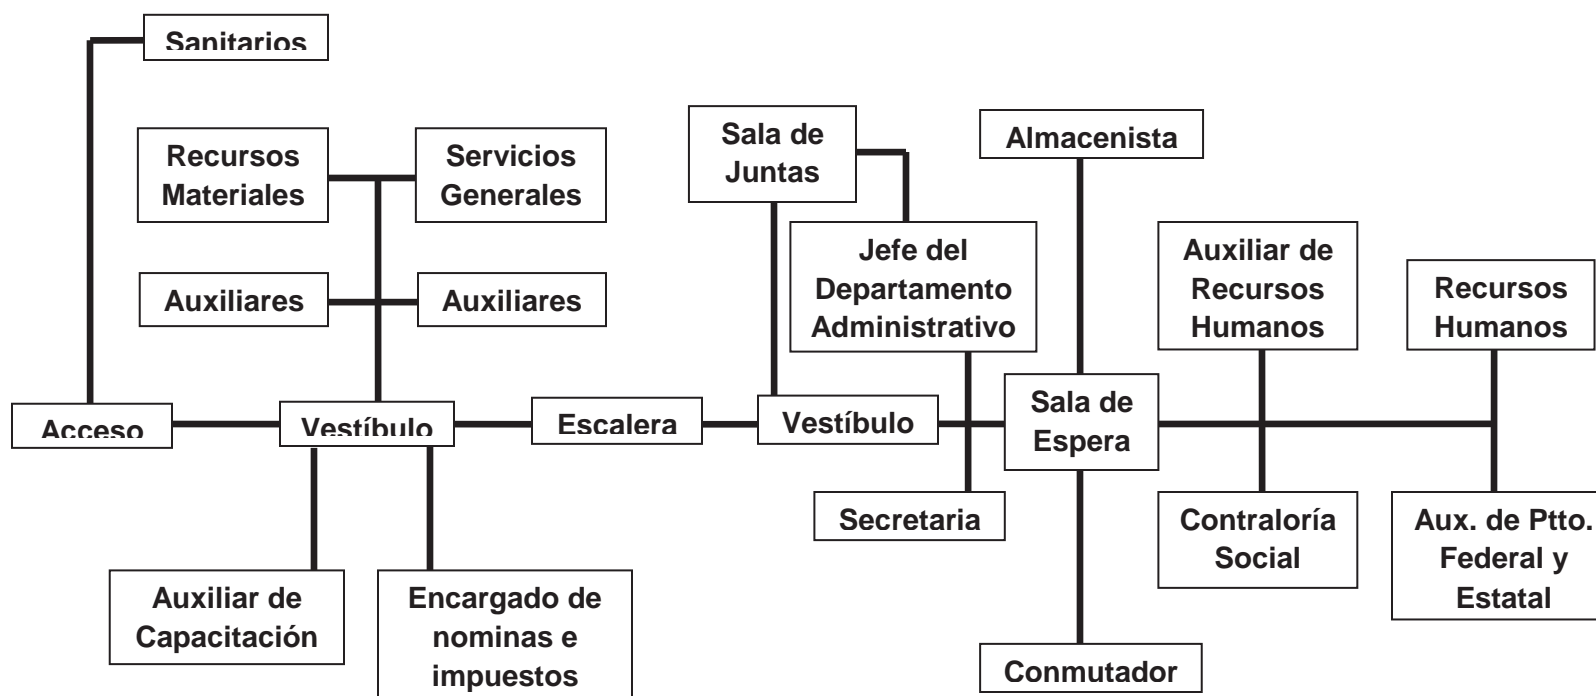 Sanitarios
Recursos
Materiales
Servicios
Generales
Sala de
Juntas
Almacenista
Jefe del
Departamento
Administrativo
Auxiliar de
Recursos
Humanos
Recursos
Humanos
Auxiliares
Auxiliares
Acceso
Vestíbulo
Escalera
Vestíbulo
Sala de
Espera
Secretaria
Contraloría
Social
Aux. de Ptto.
Federal y
Estatal
Auxiliar de
Capacitación
Encargado de
nominas e
impuestos
Conmutador